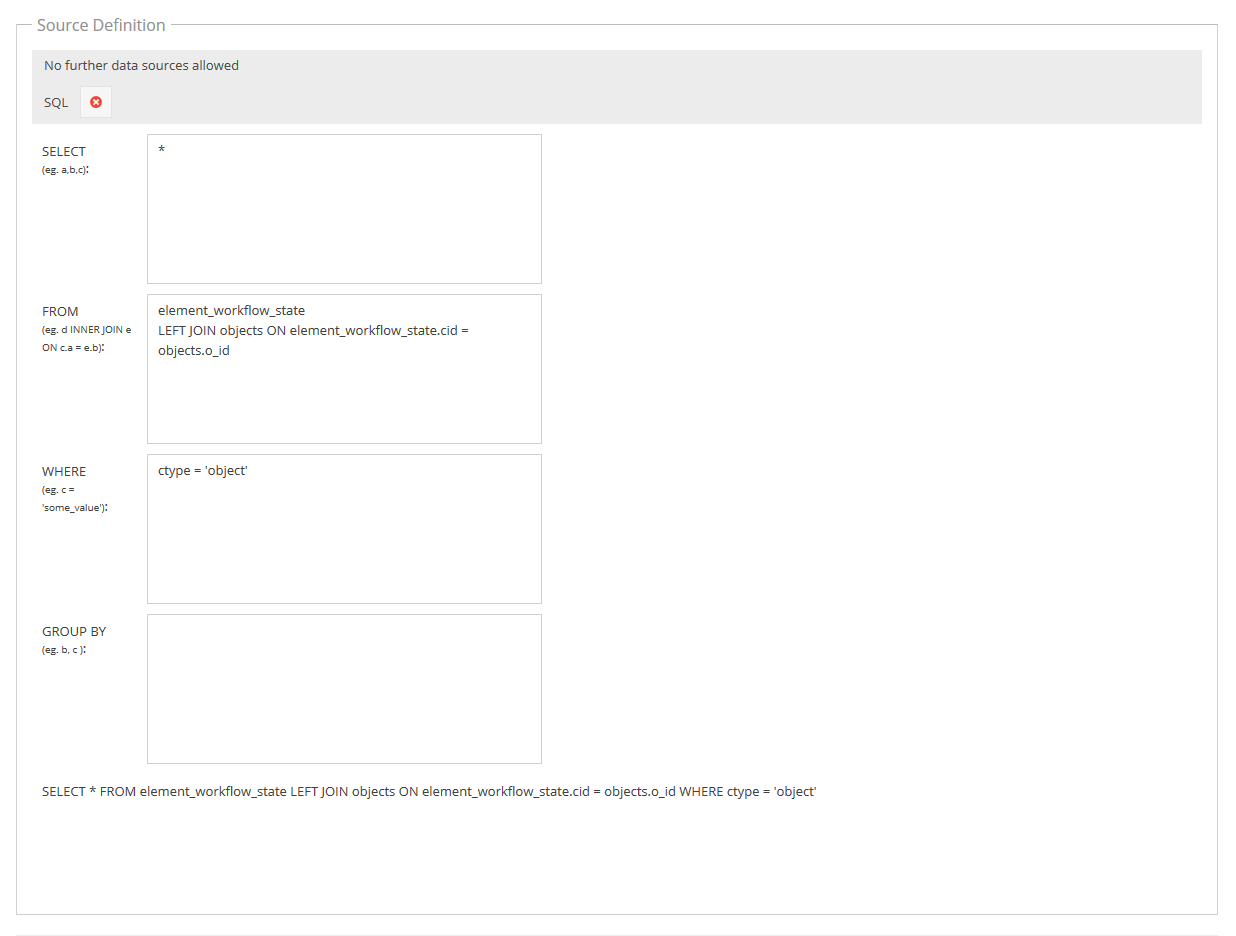 Source Definition
No further data sources allowed
SQL
SELECT
(eg. a,b,c):
*
FROM
(eg. d INNER JOIN e
ON c.a = e.b):
element_workflow_state
LEFT JOIN objects ON element_workflow_state.cid =
objects.o_id
WHERE
(eg. c =
'some_value'):
ctype = 'object'
GROUP BY
(eg. b, c ):
SELECT * FROM element_workflow_state LEFT JOIN objects ON element_workflow_state.cid = objects.o_id WHERE ctype = 'object'